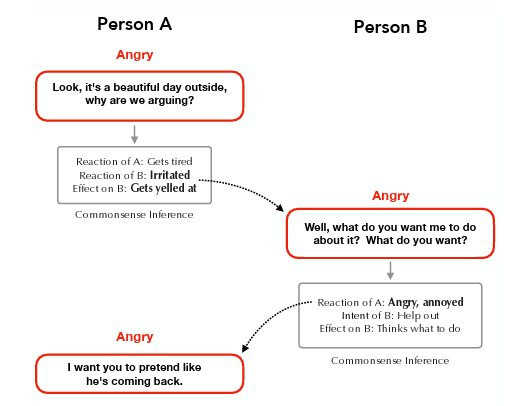 Person A
Person B
Angry
Look, it's a beautiful day outside,
why are we arguing?
Reaction of A: Gets tired
Reaction of B: Irritated
Effect on B: Gets yelled at
Commonsense Inference
Angry
Well, what do you want me to do
about it? What do you want?
Reaction of A: Angry, annoyed
Intent of B: Help out
Effect on B: Thinks what to do
Commonsense Inference
Angry
I want you to pretend like
he's coming back.